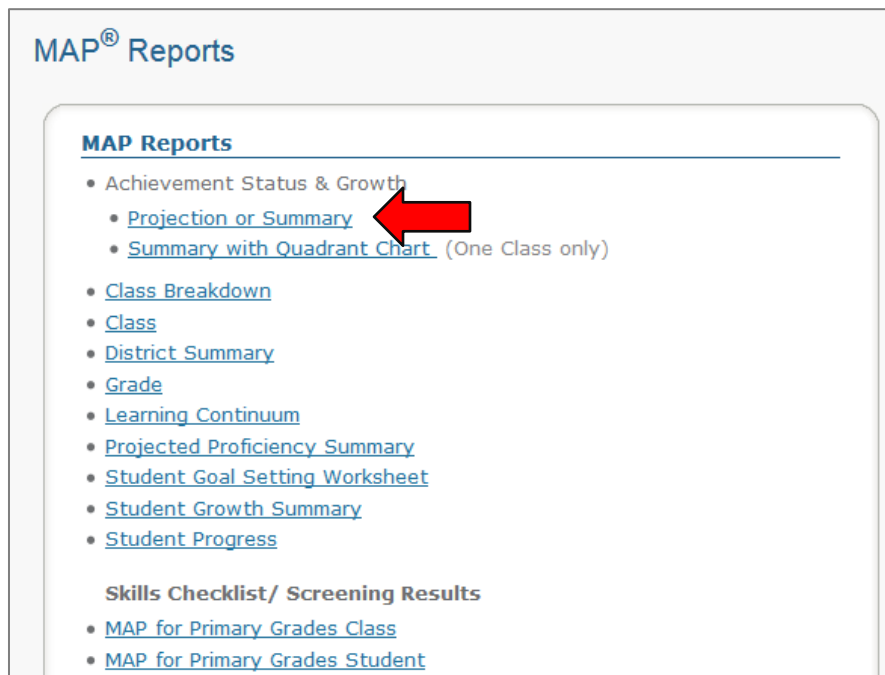 MAP® Reports
MAP Reports
• Achievement Status & Growth
• Projection or Summary
• Summary with Quadrant Chart (One Class only)
• Class Breakdown
• Class
• District Summary
• Grade
• Learning Continuum
• Projected Proficiency Summary
• Student Goal Setting Worksheet
• Student Growth Summary
• Student Progress
Skills Checklist/ Screening Results
• MAP for Primary Grades Class
• MAP for Primary Grades Student